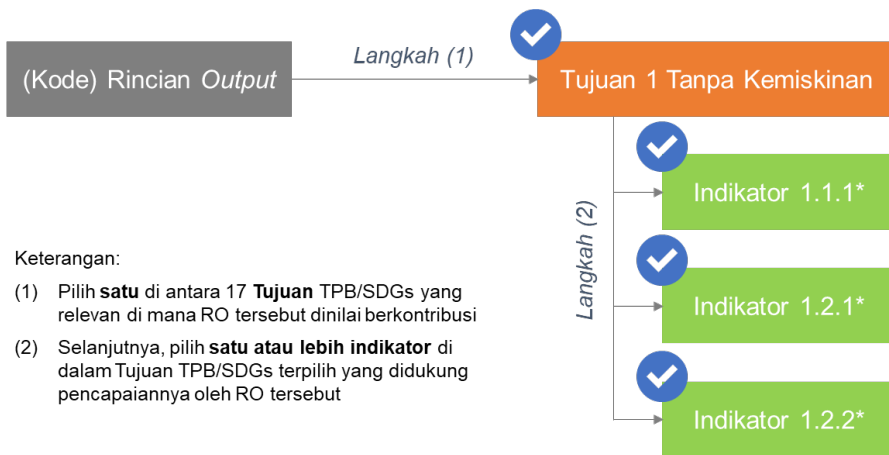 (Kode) Rincian Output
Langkah (1)
Tujuan 1 Tanpa Kemiskinan
Langkah (2)
Indikator 1.1.1*
Indikator 1.2.1*
Indikator 1.2.2*
Keterangan:
(1) Pilih satu di antara 17 Tujuan TPB/SDGs yang
relevan di mana RO tersebut dinilai berkontribusi
(2) Selanjutnya, pilih satu atau lebih indikator di
dalam Tujuan TPB/SDGs terpilih yang didukung
pencapaiannya oleh RO tersebut